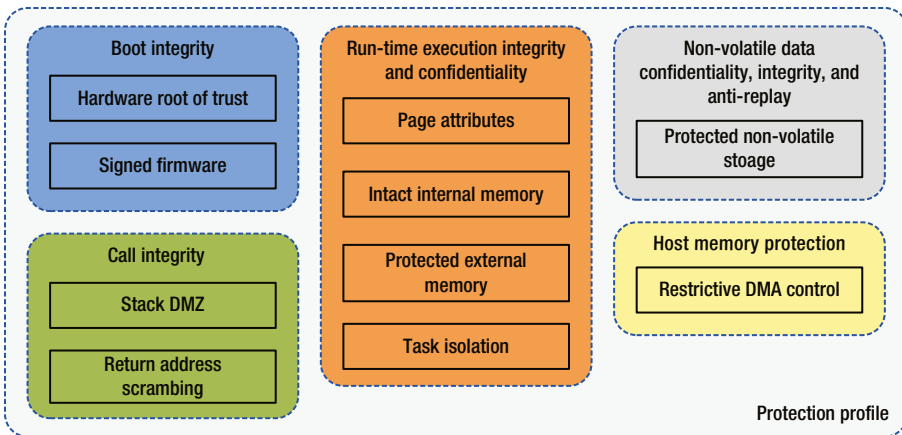 Boot integrity
Hardware root of trust
Signed firmware
Call integrity
Stack DMZ
Return address
scrambing
Run-time execution integrity
and confidentiality
Page attributes
Intact internal memory
Protected external
memory
Task isolation
Non-volatile data
confidentiality, integrity, and
anti-replay
Protected non-volatile
stoage
Host memory protection
Restrictive DMA control
Protection profile